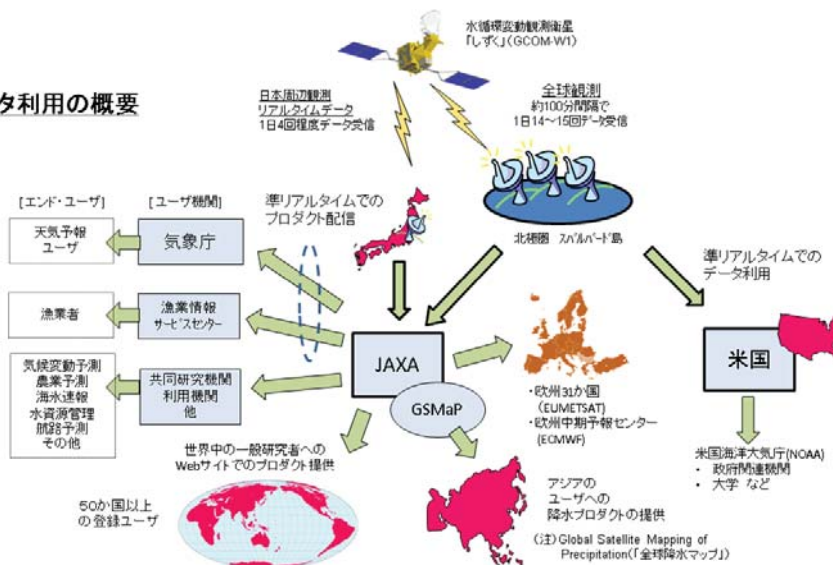 水循環変動観測衛星
「しずく」(GCOM-W1)
タ利用の概要
日本周辺観測
リアルタイムデータ
1日4回程度データ受信
全球観測
約100分間隔で
1日14～15回データ受信
[エンド・ユーザ]
[ユーザ機関]
準リアルタイムでの
プロダクト配信
天気予報
ユーザ
気象庁
北極圏 スバルバード島
準リアルタイムでの
データ利用
漁業者
漁業情報
サービスセンター
JAXA
GSMaP
米国
気候変動予測
農業予測
海氷速報
水資源管理
航路予測
その他
共同研究機関
利用機関
他
・欧州31か国
(EUMETSAT)
・欧州中期予報センター
(ECMWF)
米国海洋大気庁(NOAA)
・ 政府関連機関
・ 大学 など
世界中の一般研究者への
Webサイトでのプロダクト提供
50か国以上
の登録ユーザ
アジアの
ユーザへの
降水プロダクトの提供
(注)Global Satellite Mapping of
Precipitation(「全球降水マップ」)